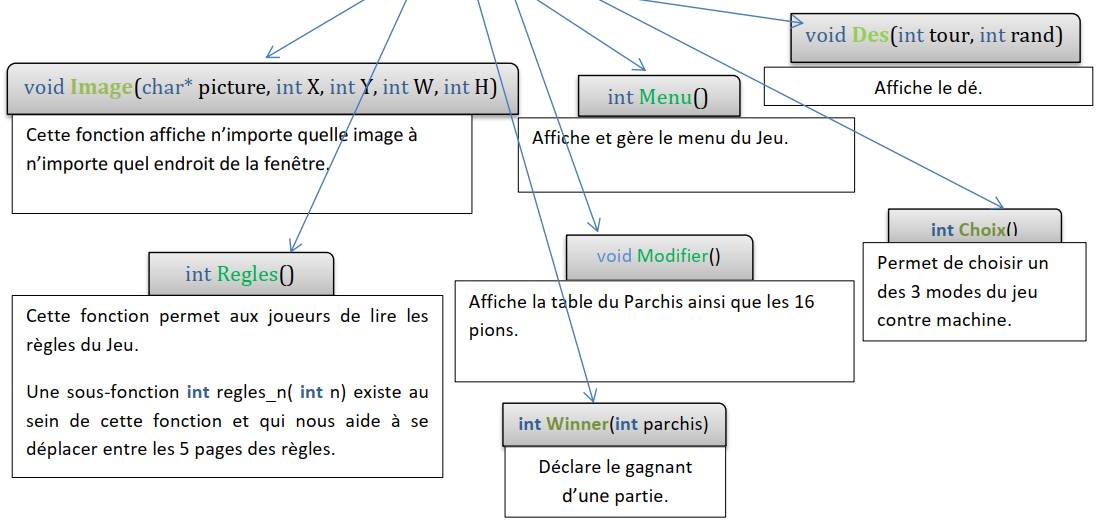 void Des(int tour, int rand)
Affiche le dé.
void Image(char* picture, int X, int Y, int W, int H)
Cette fonction affiche n’importe quelle image à
n’importe quel endroit de la fenêtre.
int Menu()
Affiche et gère le menu du Jeu.
int Choix()
Permet de choisir un
des 3 modes du jeu
contre machine.
int Regles()
Cette fonction permet aux joueurs de lire les
règles du Jeu.
Une sous-fonction int regles_n( int n) existe au
sein de cette fonction et qui nous aide à se
déplacer entre les 5 pages des règles.
void Modifier()
Affiche la table du Parchis ainsi que les 16
pions.
int Winner(int parchis)
Déclare le gagnant
d’une partie.